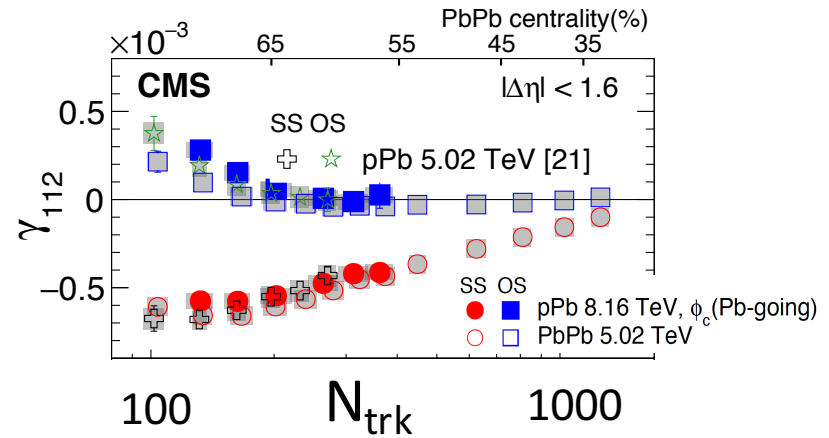 PbPb centrality(%)
×10⁻³ 65 55 45 35
CMS |Δη| < 1.6
0.5
SS OS
pPb 5.02 TeV [21]
0
γ₁₁₂
−0.5
SS OS
pPb 8.16 TeV, ϕ_c(Pb-going)
PbPb 5.02 TeV
100 N_trk 1000